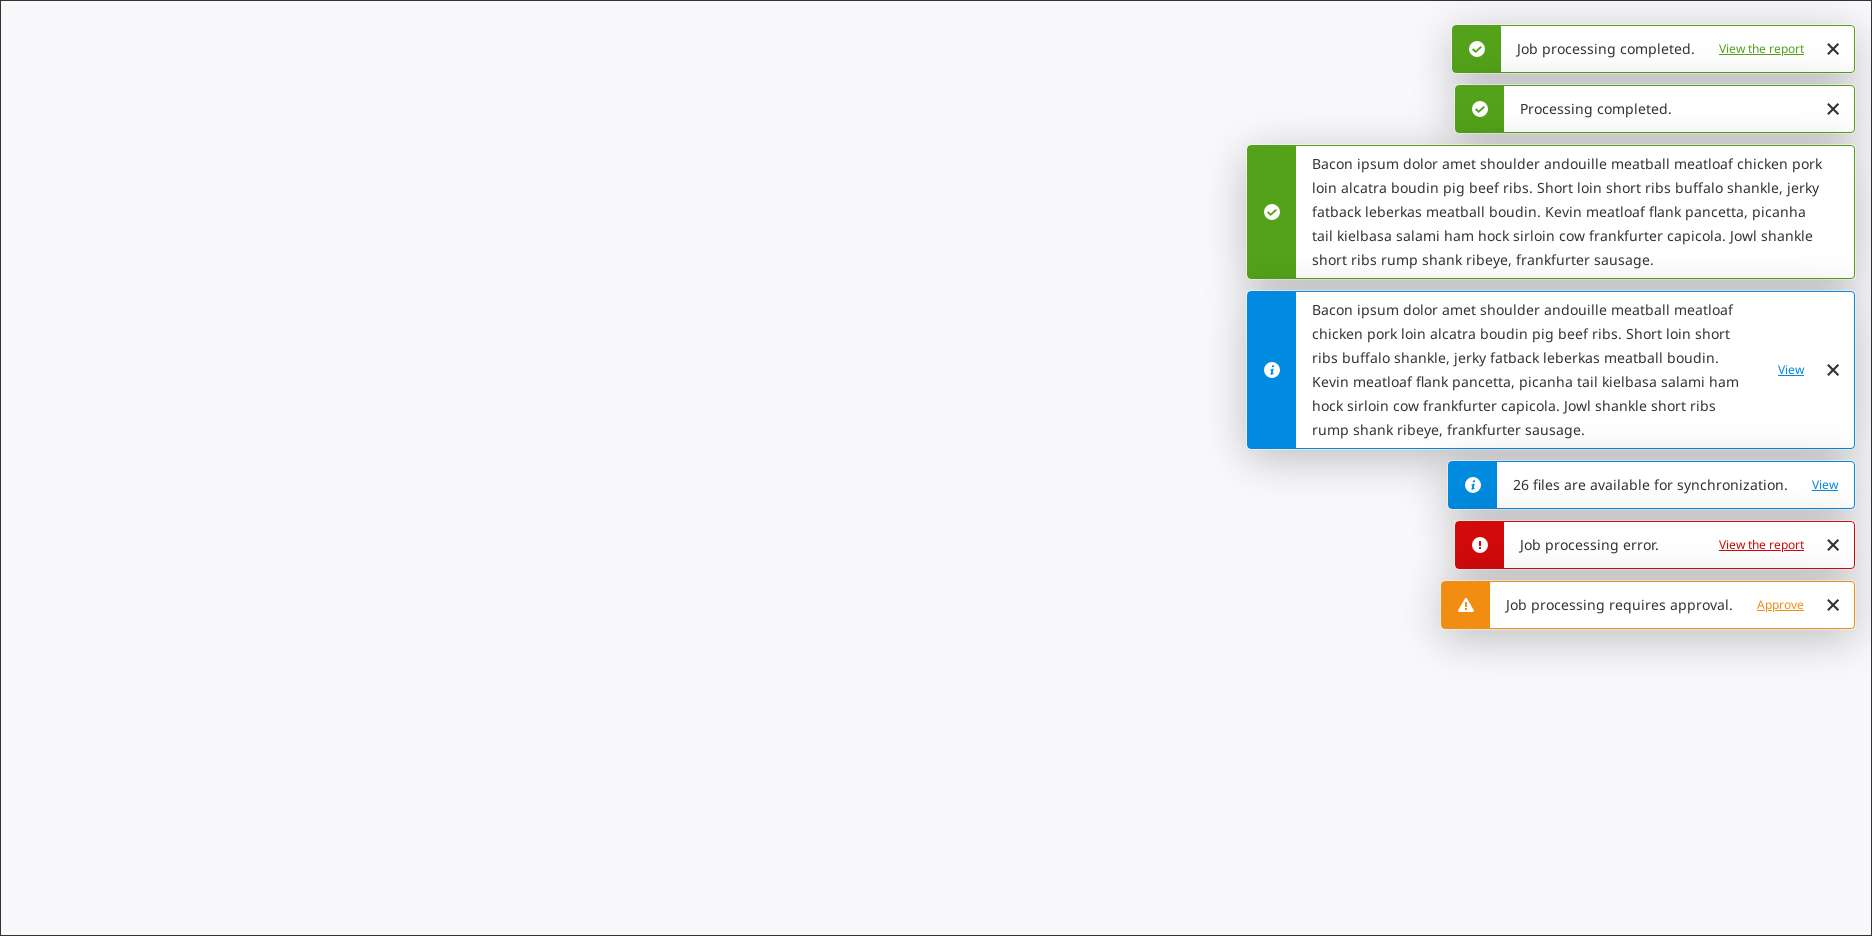 Job processing completed. View the report
Processing completed.
Bacon ipsum dolor amet shoulder andouille meatball meatloaf chicken pork
loin alcatra boudin pig beef ribs. Short loin short ribs buffalo shankle, jerky
fatback leberkas meatball boudin. Kevin meatloaf flank pancetta, picanha
tail kielbasa salami ham hock sirloin cow frankfurter capicola. Jowl shankle
short ribs rump shank ribeye, frankfurter sausage.
Bacon ipsum dolor amet shoulder andouille meatball meatloaf
chicken pork loin alcatra boudin pig beef ribs. Short loin short
ribs buffalo shankle, jerky fatback leberkas meatball boudin.
Kevin meatloaf flank pancetta, picanha tail kielbasa salami ham
hock sirloin cow frankfurter capicola. Jowl shankle short ribs
rump shank ribeye, frankfurter sausage.
View
26 files are available for synchronization. View
Job processing error. View the report
Job processing requires approval. Approve